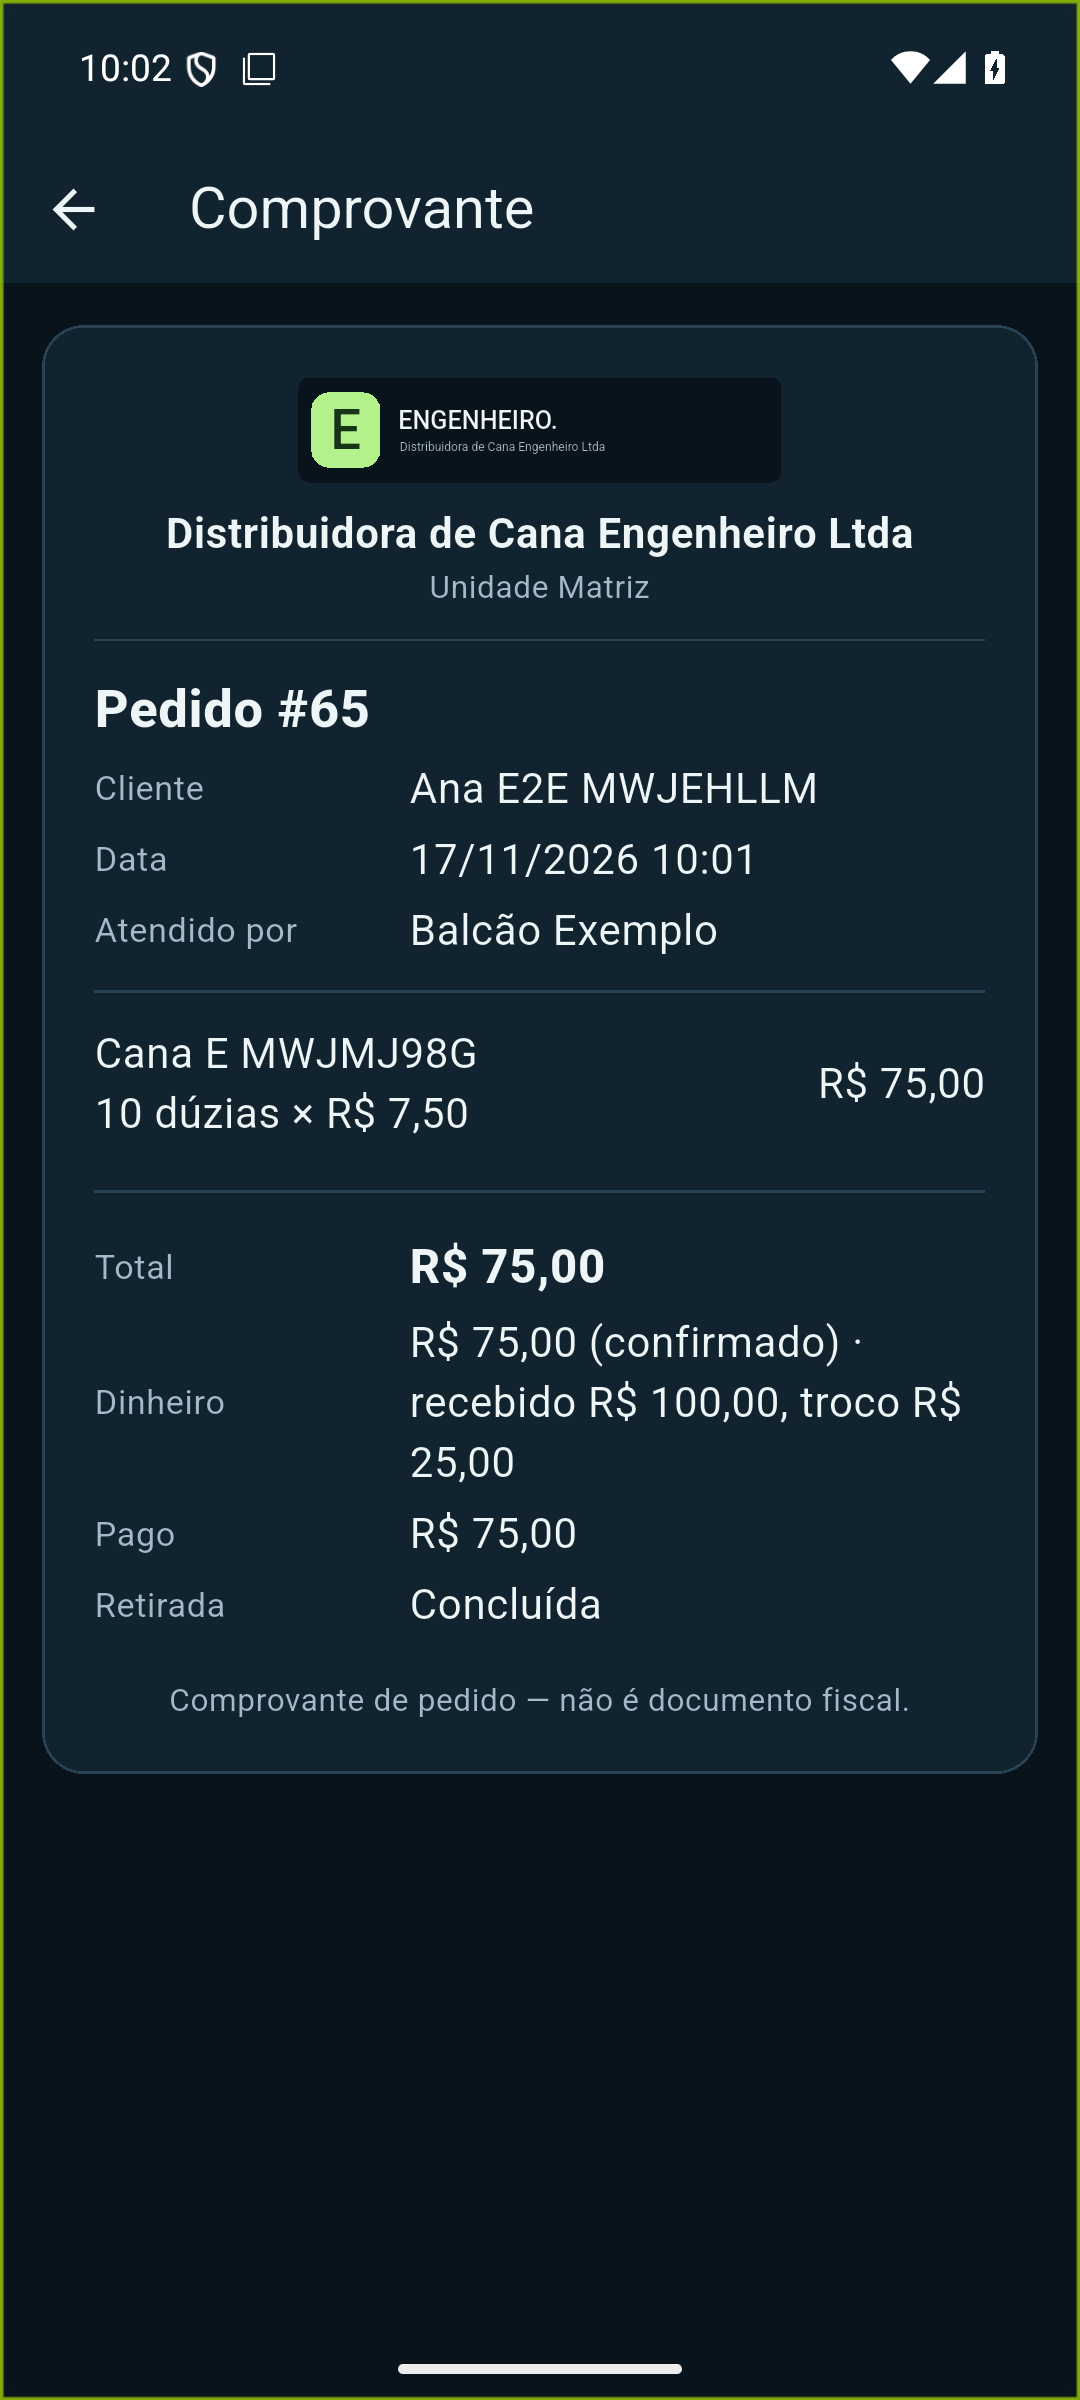 10:02
Comprovante
E
ENGENHEIRO.
Distribuidora de Cana Engenheiro Ltda
Distribuidora de Cana Engenheiro Ltda
Unidade Matriz
Pedido #65
Cliente Ana E2E MWJEHLLM
Data 17/11/2026 10:01
Atendido por Balcão Exemplo
Cana E MWJMJ98G
10 dúzias × R$ 7,50
R$ 75,00
Total R$ 75,00
Dinheiro
R$ 75,00 (confirmado) ·
recebido R$ 100,00, troco R$
25,00
Pago R$ 75,00
Retirada Concluída
Comprovante de pedido — não é documento fiscal.